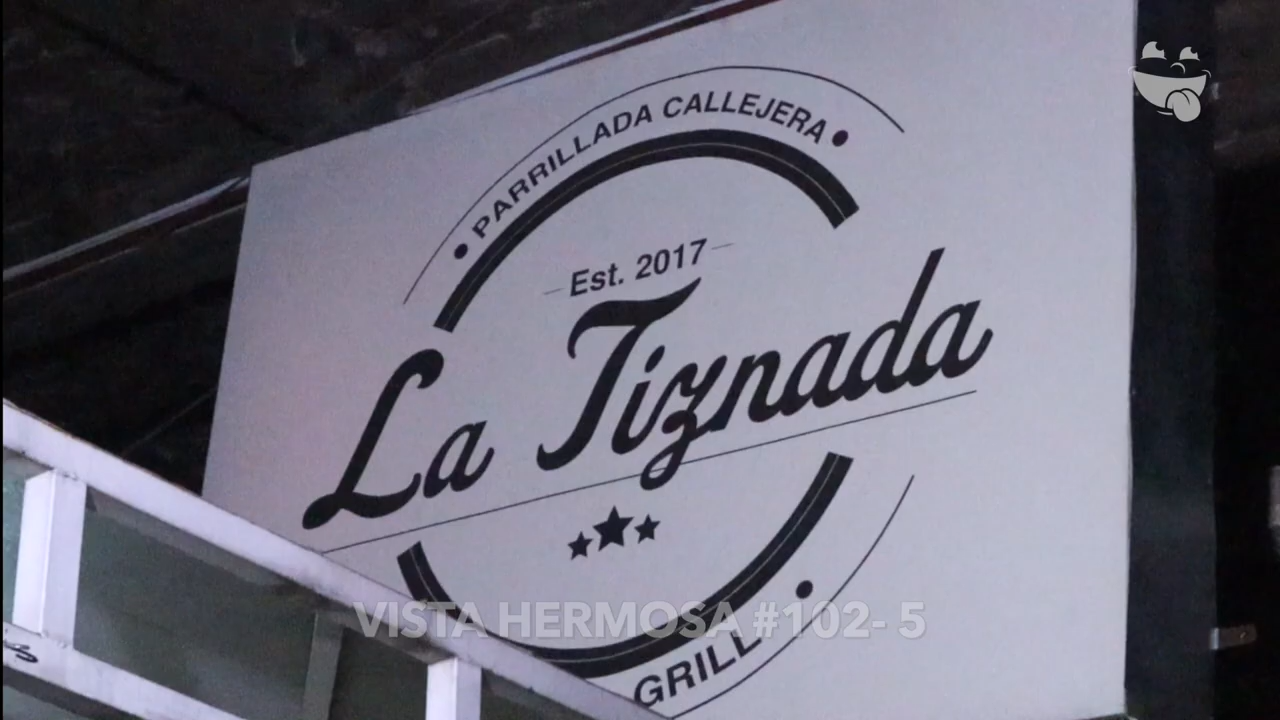 PARRILLADA CALLEJERA
Est. 2017
La Tiznada
VISTA HERMOSA #102- 5
GRILL